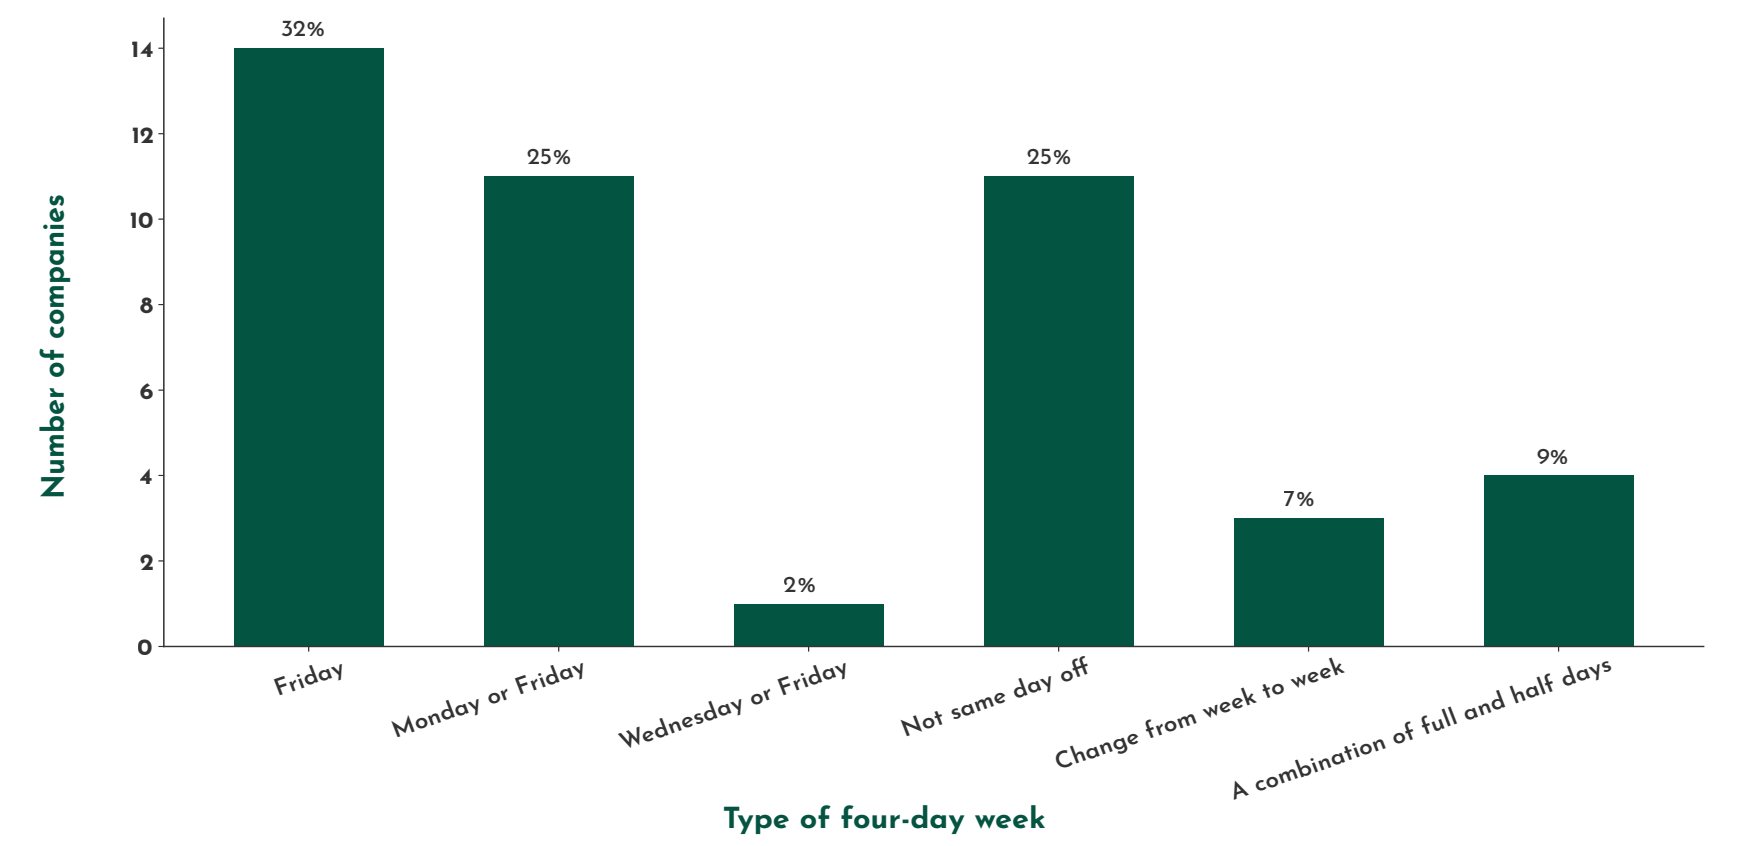 Number of companies
14
12
10
8
6
4
2
0
32%
25%
2%
25%
7%
9%
Friday
Monday or Friday
Wednesday or Friday
Not same day off
Change from week to week
A combination of full and half days
Type of four-day week